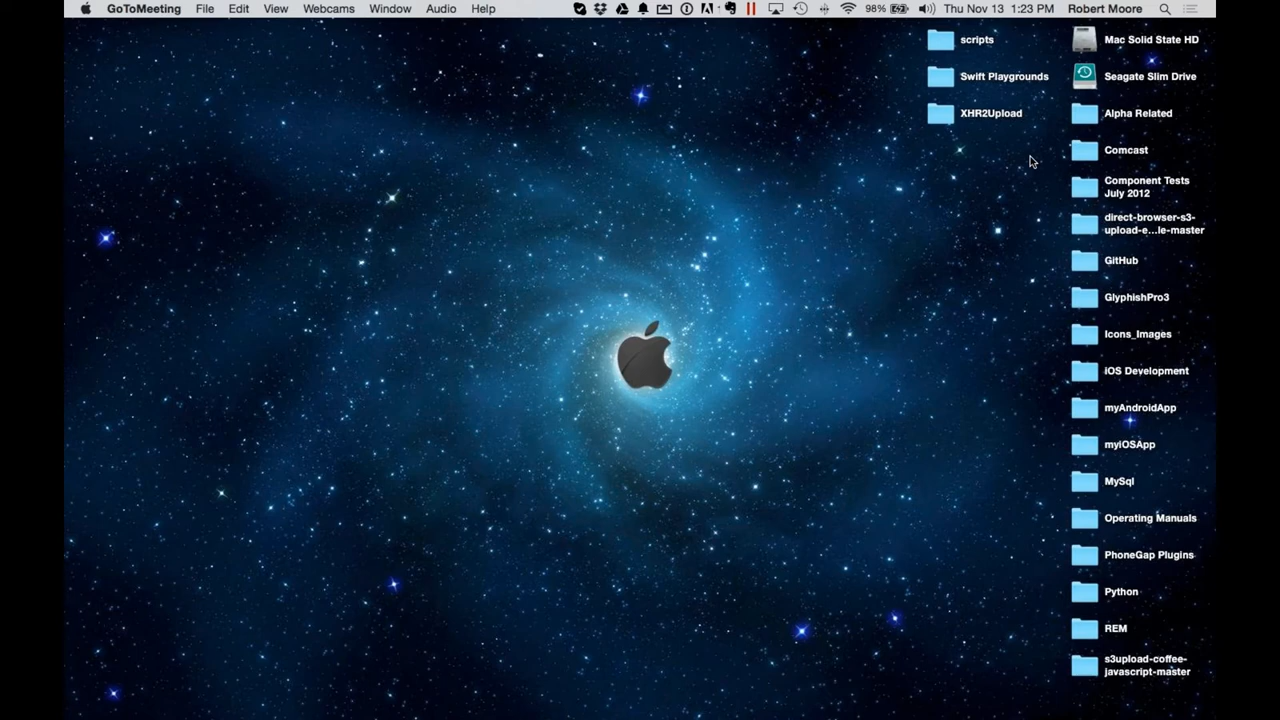 GoToMeeting File Edit View Webcams Window Audio Help 98% Thu Nov 13 1:23 PM Robert Moore
scripts
Swift Playgrounds
XHR2Upload
Mac Solid State HD
Seagate Slim Drive
Alpha Related
Comcast
Component Tests
July 2012
direct-browser-s3-
upload-e...le-master
GitHub
GlyphishPro3
Icons_Images
iOS Development
myAndroidApp
myIOSApp
MySql
Operating Manuals
PhoneGap Plugins
Python
REM
s3upload-coffee-
javascript-master